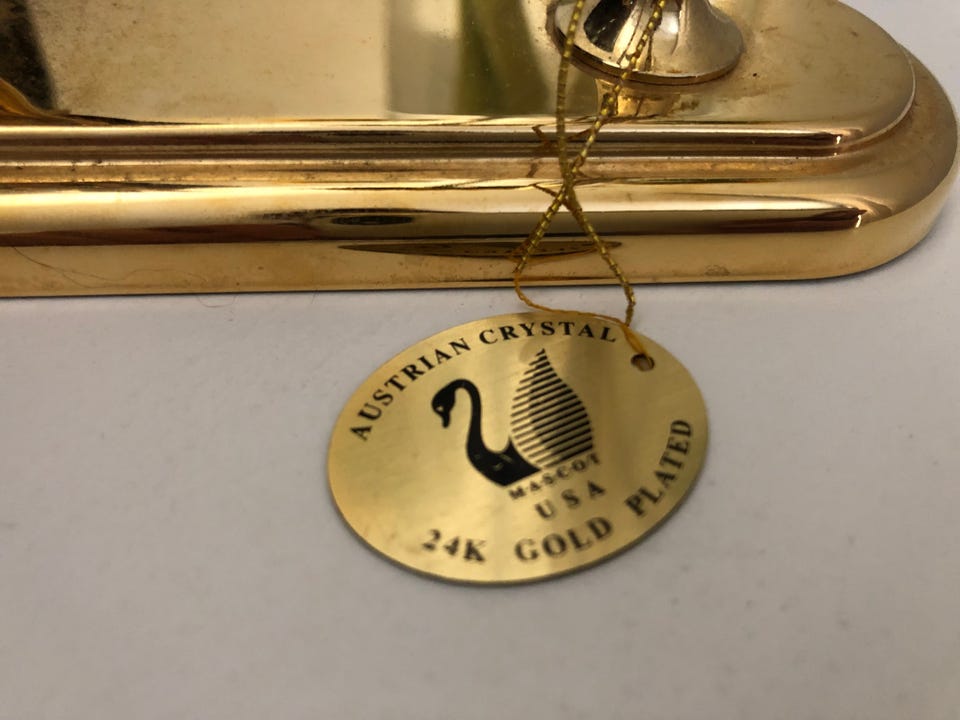 AUSTRIAN CRYSTAL
MASCOT
USA
24K GOLD PLATED